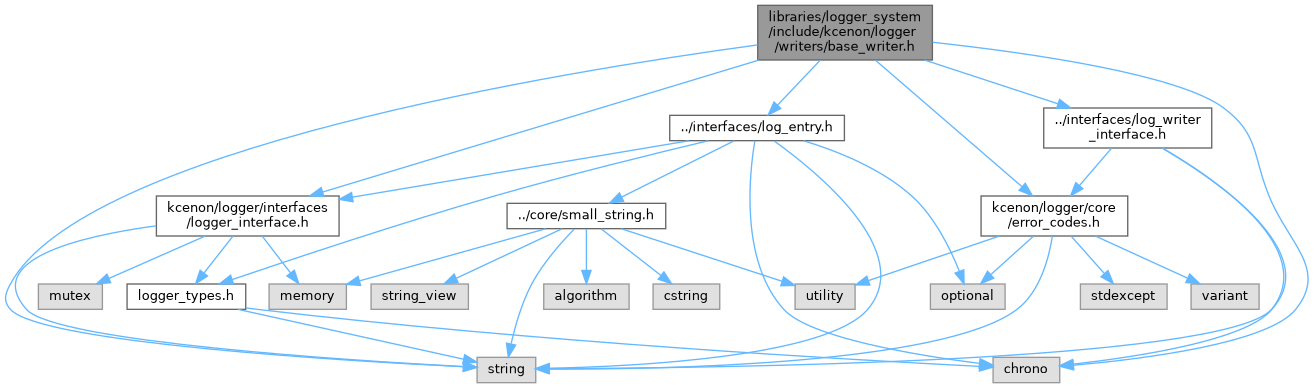 libraries/logger_system
/include/kcenon/logger
/writers/base_writer.h
../interfaces/log_entry.h
../interfaces/log_writer
_interface.h
kcenon/logger/interfaces
/logger_interface.h
../core/small_string.h
kcenon/logger/core
/error_codes.h
mutex
logger_types.h
memory
string_view
algorithm
cstring
utility
optional
stdexcept
variant
string
chrono